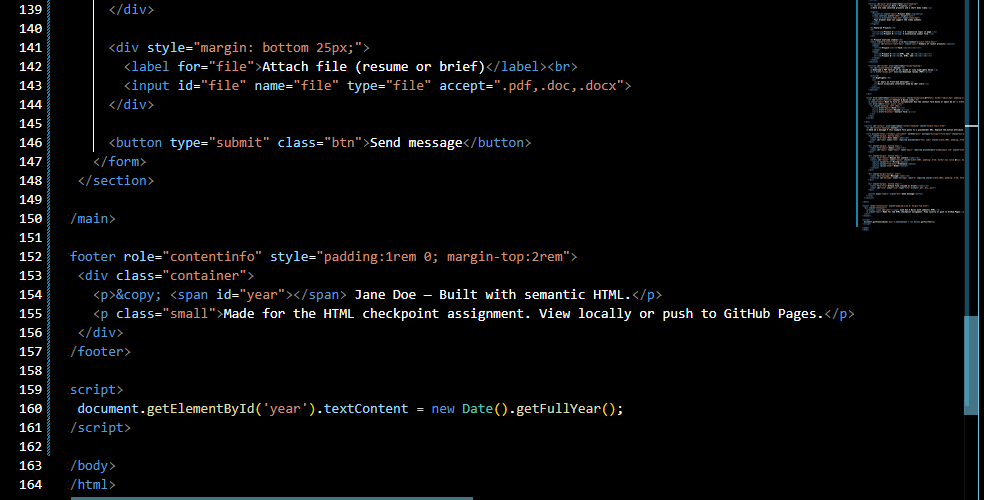 139 </div>
140
141 <div style="margin: bottom 25px;">
142 <label for="file">Attach file (resume or brief)</label><br>
143 <input id="file" name="file" type="file" accept=".pdf,.doc,.docx">
144 </div>
145
146 <button type="submit" class="btn">Send message</button>
147 </form>
148 </section>
149
150 /main>
151
152 footer role="contentinfo" style="padding:1rem 0; margin-top:2rem">
153 <div class="container">
154 <p>&copy; <span id="year"></span> Jane Doe — Built with semantic HTML.</p>
155 <p class="small">Made for the HTML checkpoint assignment. View locally or push to GitHub Pages.</p>
156 </div>
157 /footer>
158
159 script>
160 document.getElementById('year').textContent = new Date().getFullYear();
161 /script>
162
163 /body>
164 /html>